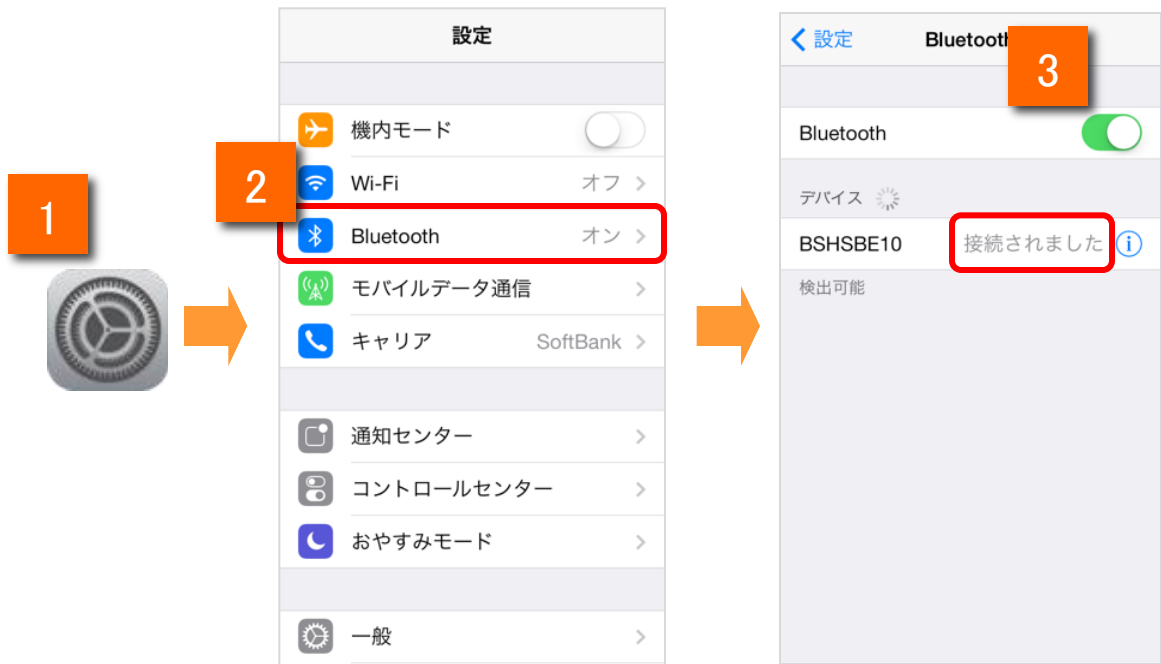 1
2
設定
機内モード
Wi-Fi オフ
Bluetooth オン
モバイルデータ通信
キャリア SoftBank
通知センター
コントロールセンター
おやすみモード
一般
3
設定 Bluetooth
Bluetooth
デバイス
BSHSBE10 接続されました
検出可能